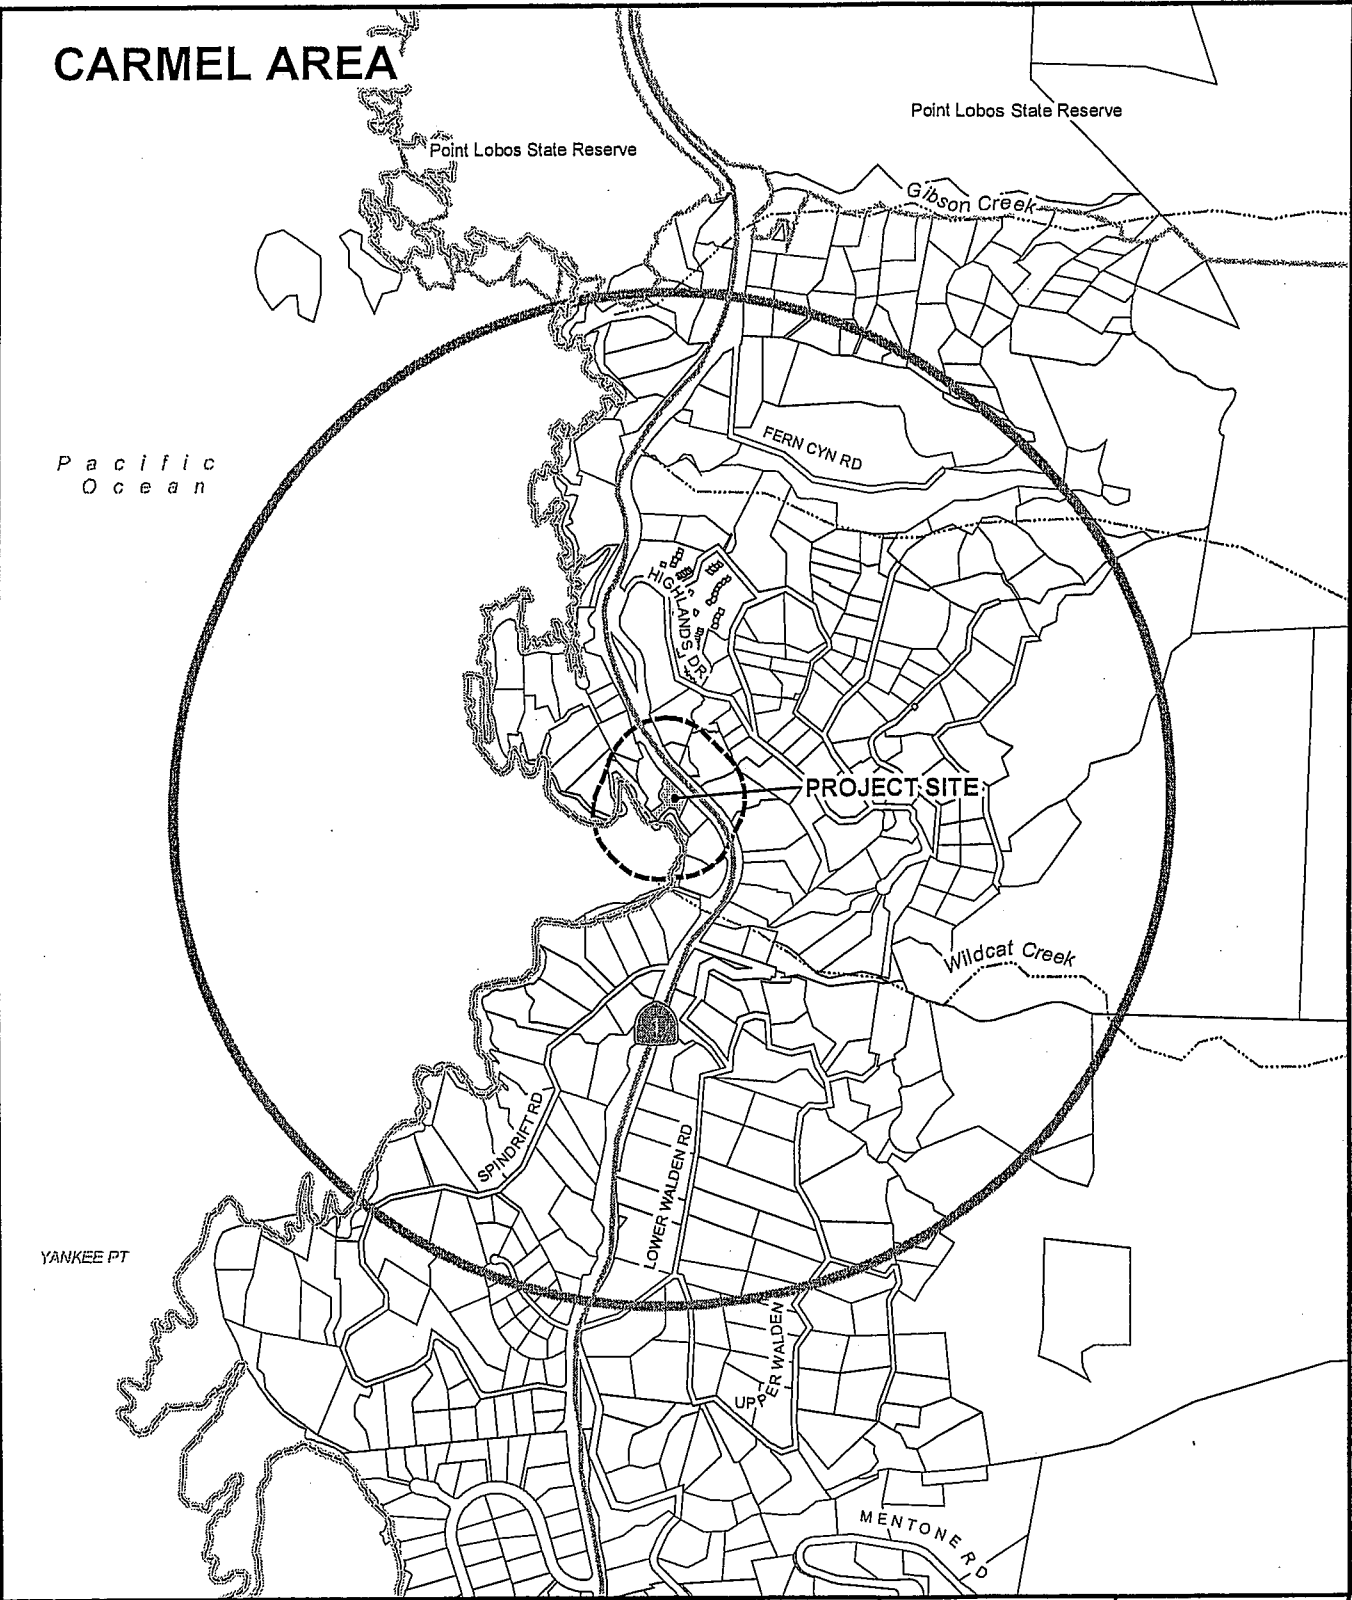 CARMEL AREA
Point Lobos State Reserve
Point Lobos State Reserve
Gibson Creek
Pacific
Ocean
FERN CYN RD
HIGHLANDS DR
PROJECT SITE
Wildcat Creek
1
SPINDRIFT RD
LOWER WALDEN RD
YANKEE PT
UPPER WALDEN
MENTONE RD